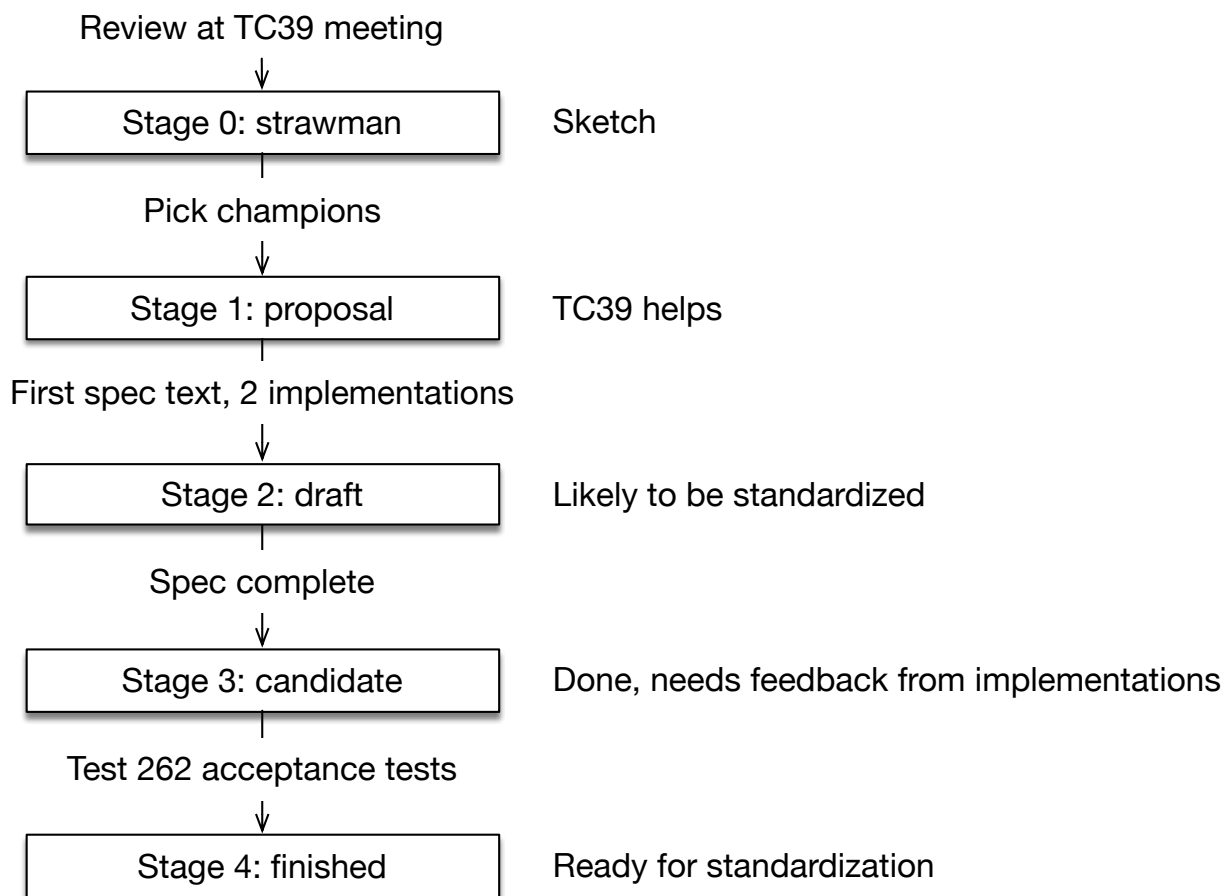 Review at TC39 meeting
Stage 0: strawman
Sketch
Pick champions
Stage 1: proposal
TC39 helps
First spec text, 2 implementations
Stage 2: draft
Likely to be standardized
Spec complete
Stage 3: candidate
Done, needs feedback from implementations
Test 262 acceptance tests
Stage 4: finished
Ready for standardization